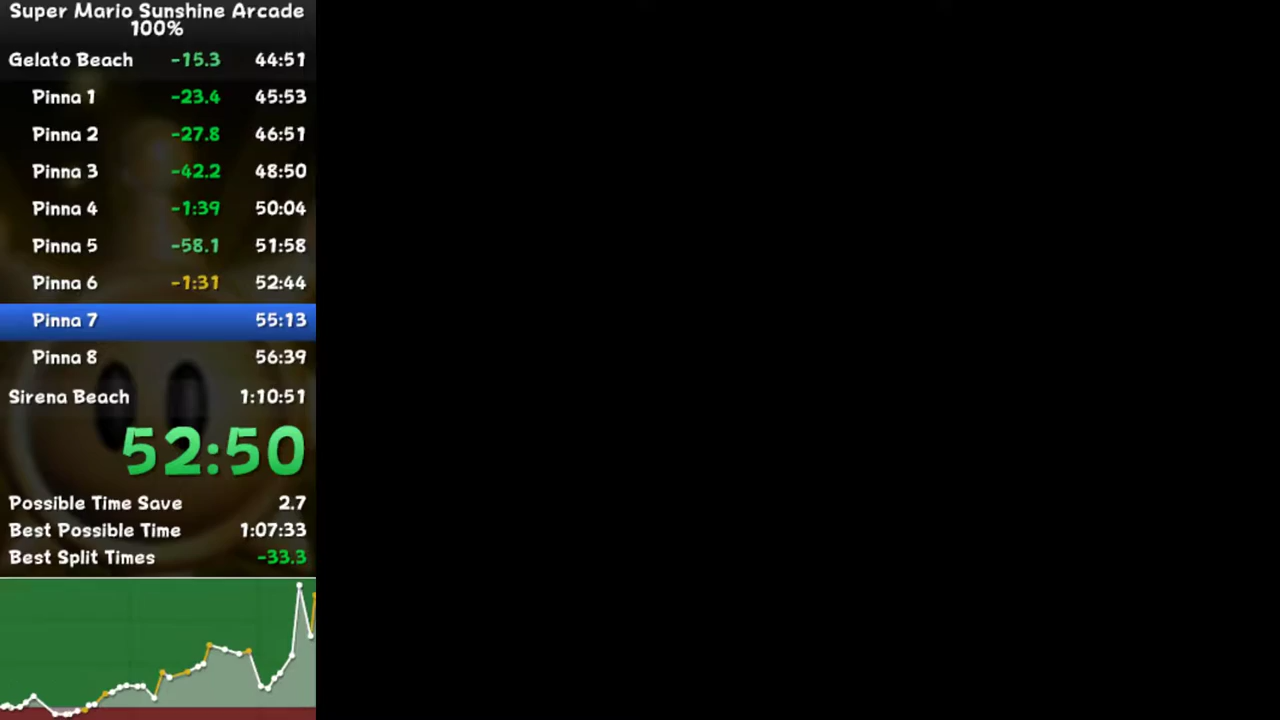 Super Mario Sunshine Arcade
100%
Gelato Beach -15.3 44:51
Pinna 1 -23.4 45:53
Pinna 2 -27.8 46:51
Pinna 3 -42.2 48:50
Pinna 4 -1:39 50:04
Pinna 5 -58.1 51:58
Pinna 6 -1:31 52:44
Pinna 7 55:13
Pinna 8 56:39
Sirena Beach 1:10:51
52:50
Possible Time Save 2.7
Best Possible Time 1:07:33
Best Split Times -33.3